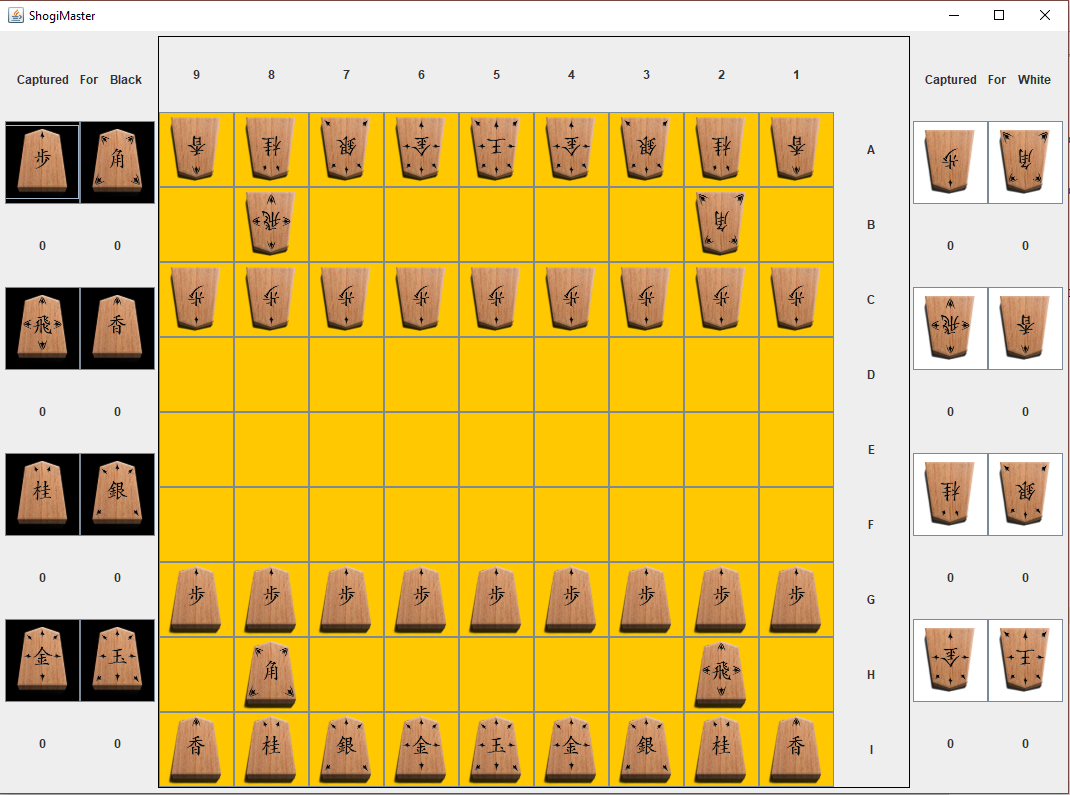 ShogiMaster
Captured For Black
歩 角
0 0
飛 香
0 0
桂 銀
0 0
金 玉
0 0
9 8 7 6 5 4 3 2 1
香 桂 銀 金 王 金 銀 桂 香 A
飛 角 B
歩 歩 歩 歩 歩 歩 歩 歩 歩 C
D
E
F
歩 歩 歩 歩 歩 歩 歩 歩 歩 G
角 飛 H
香 桂 銀 金 玉 金 銀 桂 香 I
Captured For White
歩 角
0 0
飛 香
0 0
桂 銀
0 0
金 王
0 0